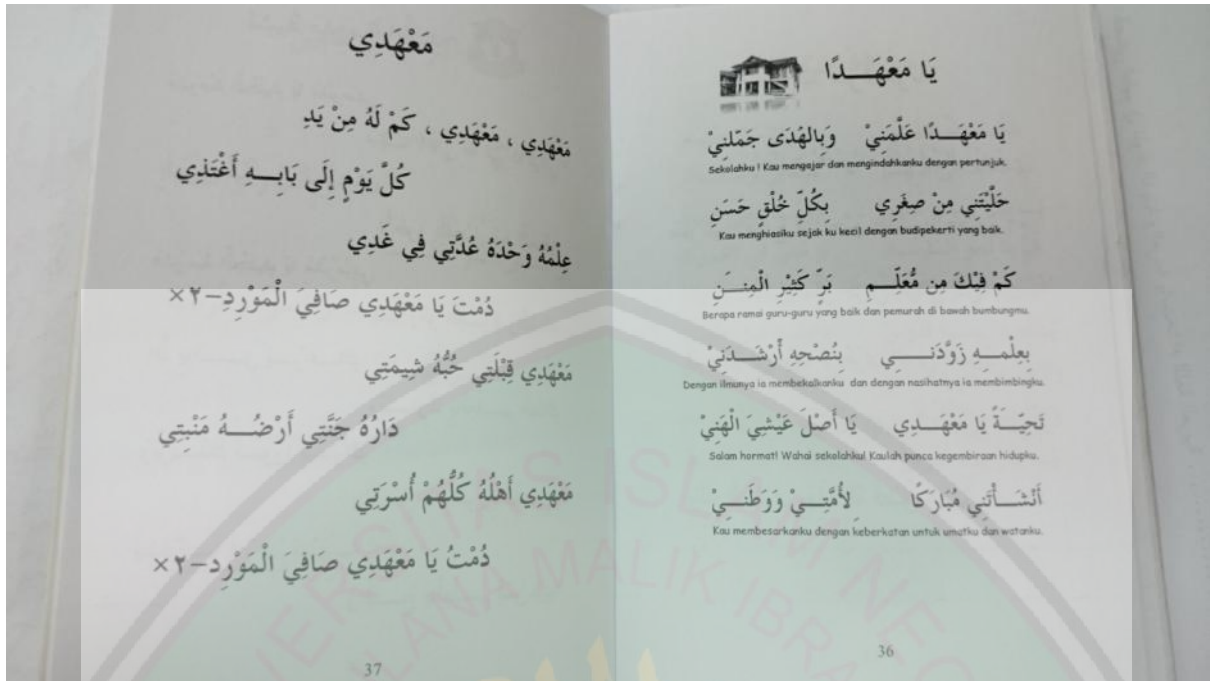 يَا مَعْهَـــدًا
يَا مَعْهَـــدًا عَلَّمَنِيْ وَبِالهُدَى جَمّلنِيْ
Sekolahku ! Kau mengajar dan mengindahkanku dengan pertunjuk.
حَلَّيْتَنِي مِنْ صِغَرِي بِكُلِّ خُلْقٍ حَسَنِ
Kau menghiasiku sejak ku kecil dengan budipekerti yang baik.
كَمْ فِيْكَ مِن مُّعَلِّـــمِ بَرٍّ كَثِيْرِ الْمِنَـــنِ
Berapa ramai guru-guru yang baik dan pemurah di bawah bumbungmu.
بِعِلْمـــهِ زَوَّدَنـــــي بِنُصْحِهِ أَرْشَـــدَنِيْ
Dengan ilmunya ia membekalkanku dan dengan nasihatnya ia membimbingku.
تَحِيّـــةً يَا مَعْهَـــدِي يَا أَصْلَ عَيْشِيَ الْهَنِيْ
Salam hormat! Wahai sekolahku! Kaulah punca kegembiraan hidupku.
أَنْشَـــأْتَنِي مُبَارَكًا لِأُمَّتِـــيْ وَوَطَنـــيْ
Kau membesarkanku dengan keberkatan untuk umatku dan watanku.
36
مَعْهَدِي
مَعْهَدِي ، مَعْهَدِي ، كَمْ لَهُ مِنْ يَدِ
كُلَّ يَوْمٍ إِلَى بَابِـــهِ أَغْتَذِي
عِلْمُهُ وَحْدَهُ عُدَّتِي فِي غَدِي
دُمْتَ يَا مَعْهَدِي صَافِيَ الْمَوْرِدِ–٢×
مَعْهَدِي قِبْلَتِي حُبُّهُ شِيمَتِي
دَارُهُ جَنَّتِي أَرْضُـــهُ مَنْبِتِي
مَعْهَدِي أَهْلُهُ كُلُّهُمْ أُسْرَتِي
دُمْتُ يَا مَعْهَدِي صَافِيَ الْمَوْرِد–٢×
37